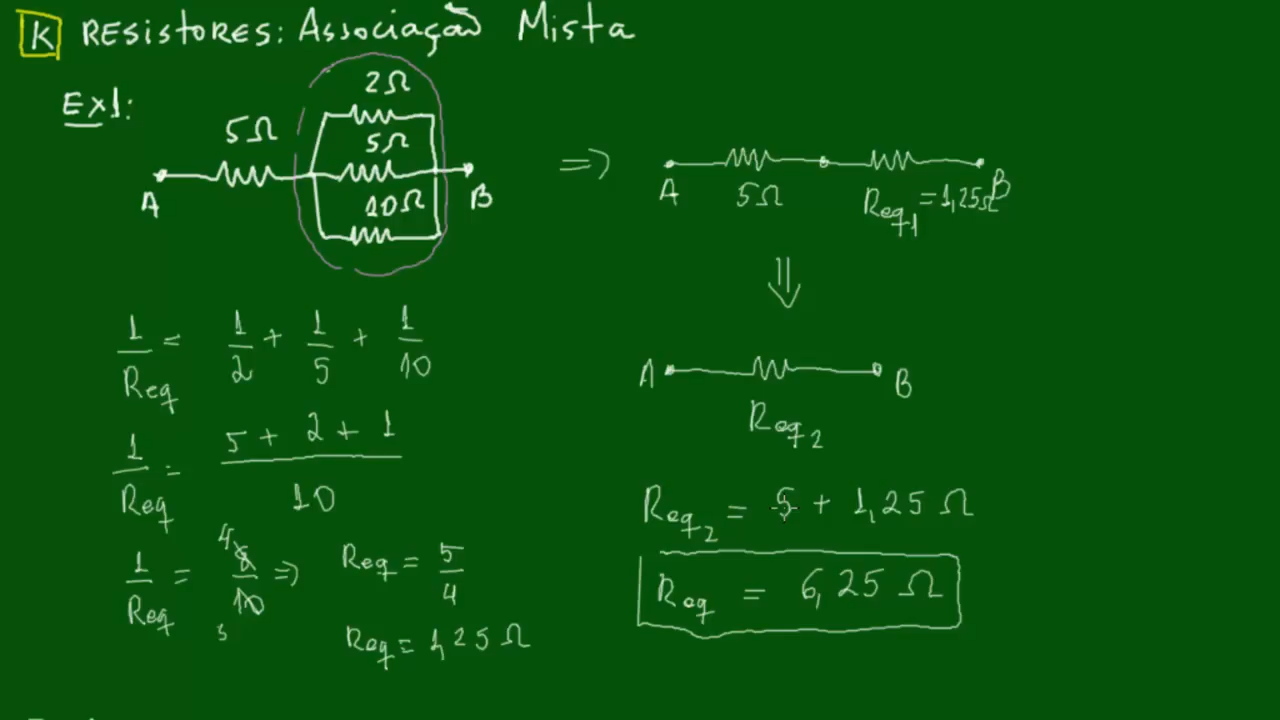 K RESISTORES: ASSOCIAÇÃO MISTA
EX1:
2Ω
5Ω
5Ω
10Ω
A B
=>
A 5Ω Req1 = 1,25Ω B
⇓
1/Req = 1/2 + 1/5 + 1/10
A B
Req2
1/Req = (5 + 2 + 1)/10
1/Req = 8/10 => Req = 5/4
4
5
Req = 1,25 Ω
Req2 = 5 + 1,25 Ω
Req = 6,25 Ω